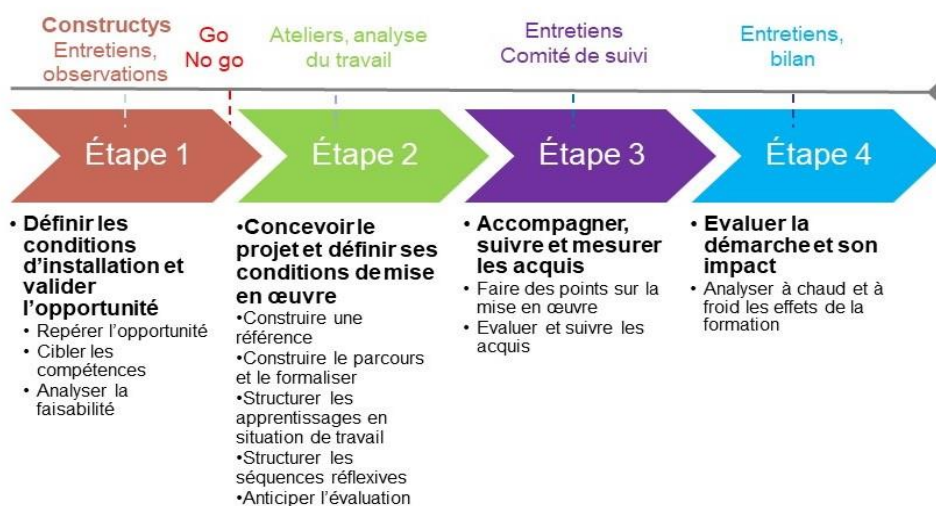 Constructys
Entretiens,
observations
Go
No go
Ateliers, analyse
du travail
Entretiens
Comité de suivi
Entretiens,
bilan
Étape 1
Étape 2
Étape 3
Étape 4
• Définir les
conditions
d'installation et
valider
l'opportunité
• Repérer l'opportunité
• Cibler les
compétences
• Analyser la
faisabilité
•Concevoir le
projet et définir ses
conditions de mise
en œuvre
•Construire une
référence
•Construire le parcours
et le formaliser
•Structurer les
apprentissages en
situation de travail
•Structurer les
séquences réflexives
•Anticiper l'évaluation
• Accompagner,
suivre et mesurer
les acquis
• Faire des points sur la
mise en œuvre
• Evaluer et suivre les
acquis
• Evaluer la
démarche et son
impact
• Analyser à chaud et à
froid les effets de la
formation